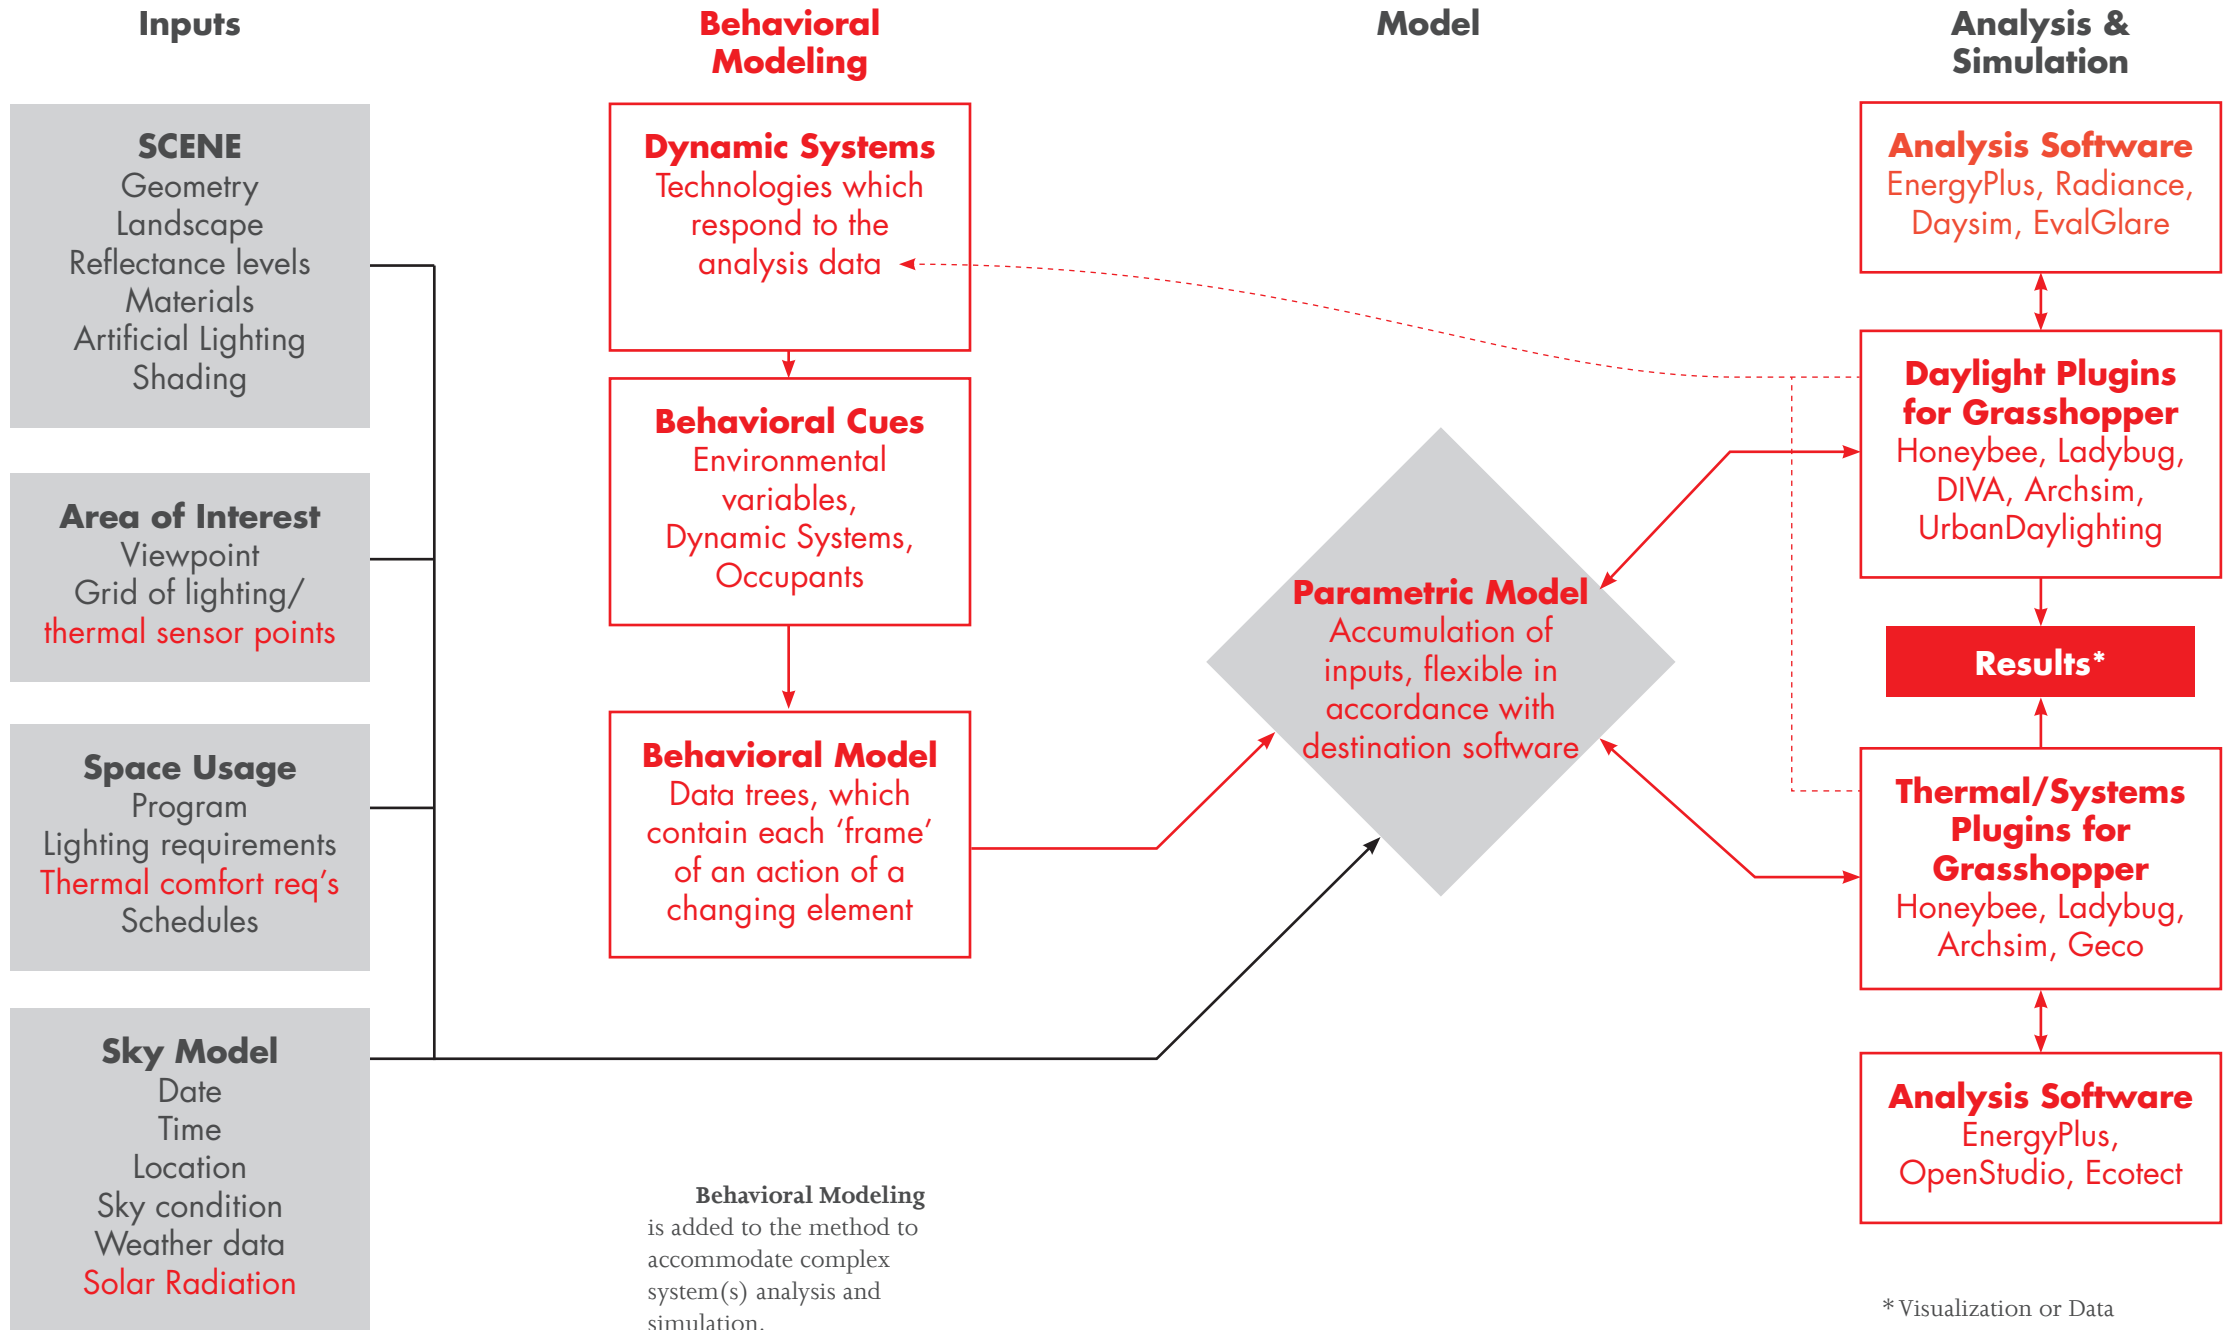 Inputs
SCENE
Geometry
Landscape
Reflectance levels
Materials
Artificial Lighting
Shading
Area of Interest
Viewpoint
Grid of lighting/
thermal sensor points
Space Usage
Program
Lighting requirements
Thermal comfort req's
Schedules
Sky Model
Date
Time
Location
Sky condition
Weather data
Solar Radiation
Behavioral
Modeling
Dynamic Systems
Technologies which
respond to the
analysis data
Behavioral Cues
Environmental
variables,
Dynamic Systems,
Occupants
Behavioral Model
Data trees, which
contain each ‘frame’
of an action of a
changing element
Behavioral Modeling
is added to the method to
accommodate complex
system(s) analysis and
simulation.
Model
Parametric Model
Accumulation of
inputs, flexible in
accordance with
destination software
Analysis &
Simulation
Analysis Software
EnergyPlus, Radiance,
Daysim, EvalGlare
Daylight Plugins
for Grasshopper
Honeybee, Ladybug,
DIVA, Archsim,
UrbanDaylighting
Results*
Thermal/Systems
Plugins for
Grasshopper
Honeybee, Ladybug,
Archsim, Geco
Analysis Software
EnergyPlus,
OpenStudio, Ecotect
* Visualization or Data